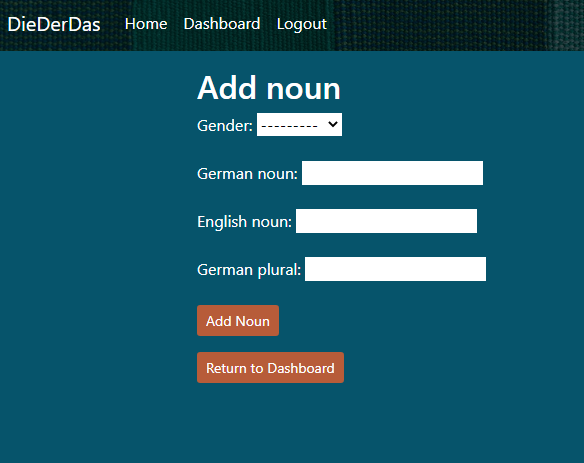 DieDerDas Home Dashboard Logout
Add noun
Gender: ---------
German noun:
English noun:
German plural:
Add Noun
Return to Dashboard